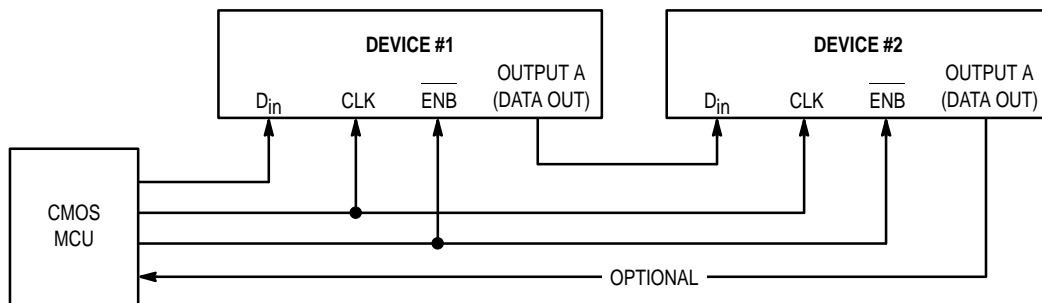 DEVICE #1
Din
CLK
ENB
OUTPUT A
(DATA OUT)
DEVICE #2
Din
CLK
ENB
OUTPUT A
(DATA OUT)
CMOS
MCU
OPTIONAL